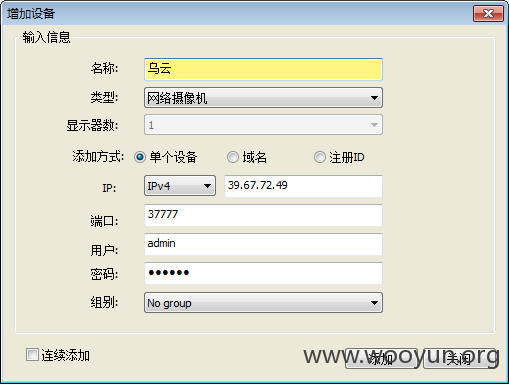 增加设备
输入信息
名称: 乌云
类型: 网络摄像机
显示器数: 1
添加方式: 单个设备 域名 注册ID
IP: IPv4 39.67.72.49
端口: 37777
用户: admin
密码: ●●●●●●
组别: No group
连续添加 添加 关闭
www.wooyun.org